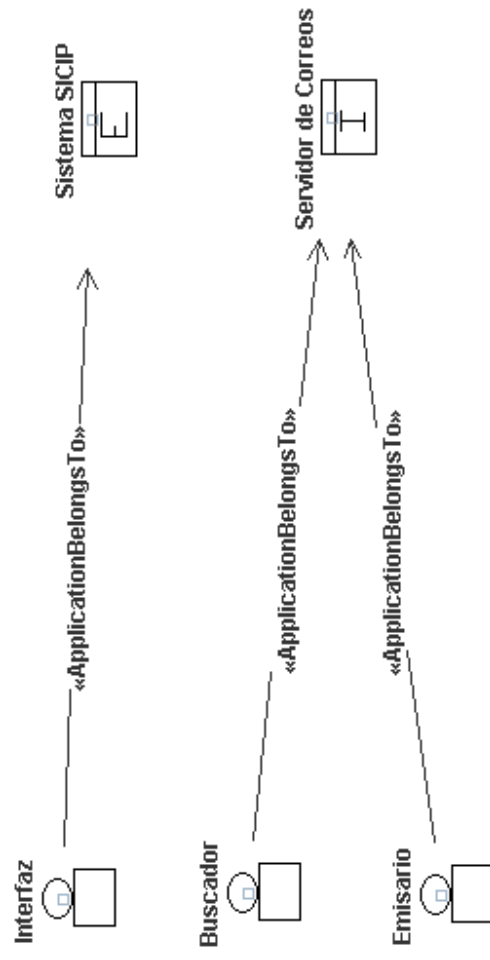 Interfaz
«ApplicationBelongsTo»
Sistema SICIP
E
Buscador
«ApplicationBelongsTo»
Servidor de Correos
I
Emisario
«ApplicationBelongsTo»